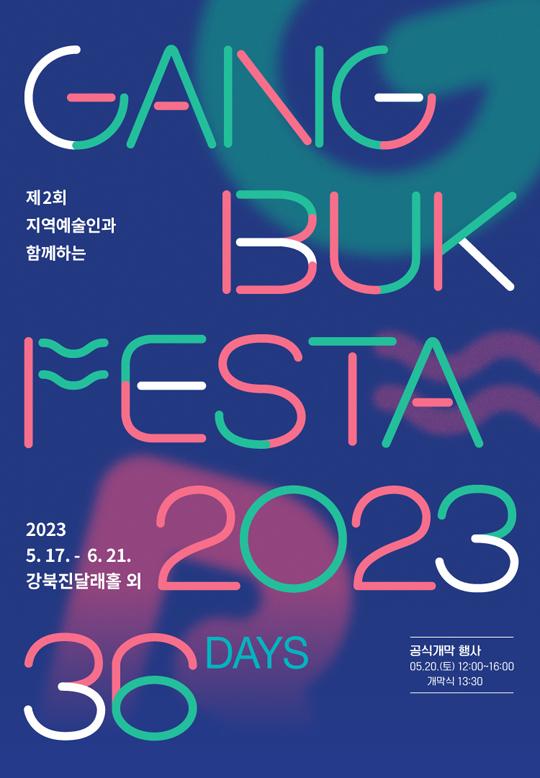 GANG
제2회
지역예술인과
함께하는
BUK
FESTA
2023
5. 17. - 6. 21.
강북진달래홀 외
2023
36 DAYS
공식개막 행사
05.20.(토) 12:00~16:00
개막식 13:30